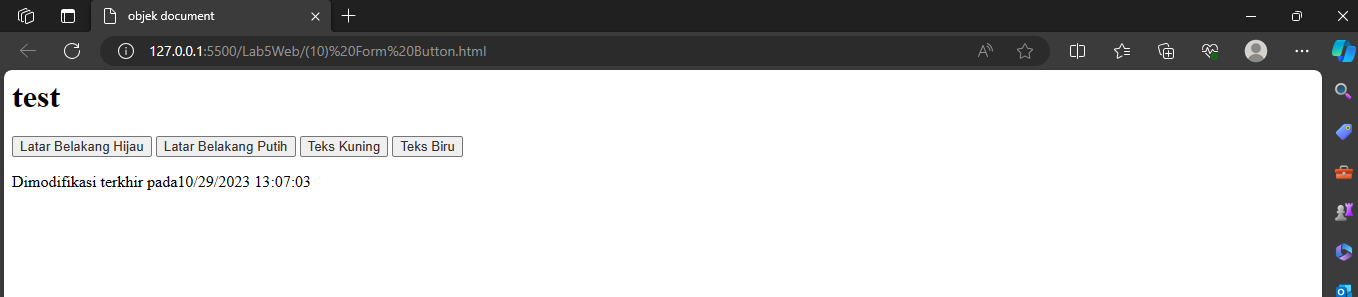 objek document
127.0.0.1:5500/Lab5Web/(10)%20Form%20Button.html
test
Latar Belakang Hijau Latar Belakang Putih Teks Kuning Teks Biru
Dimodifikasi terkhir pada10/29/2023 13:07:03